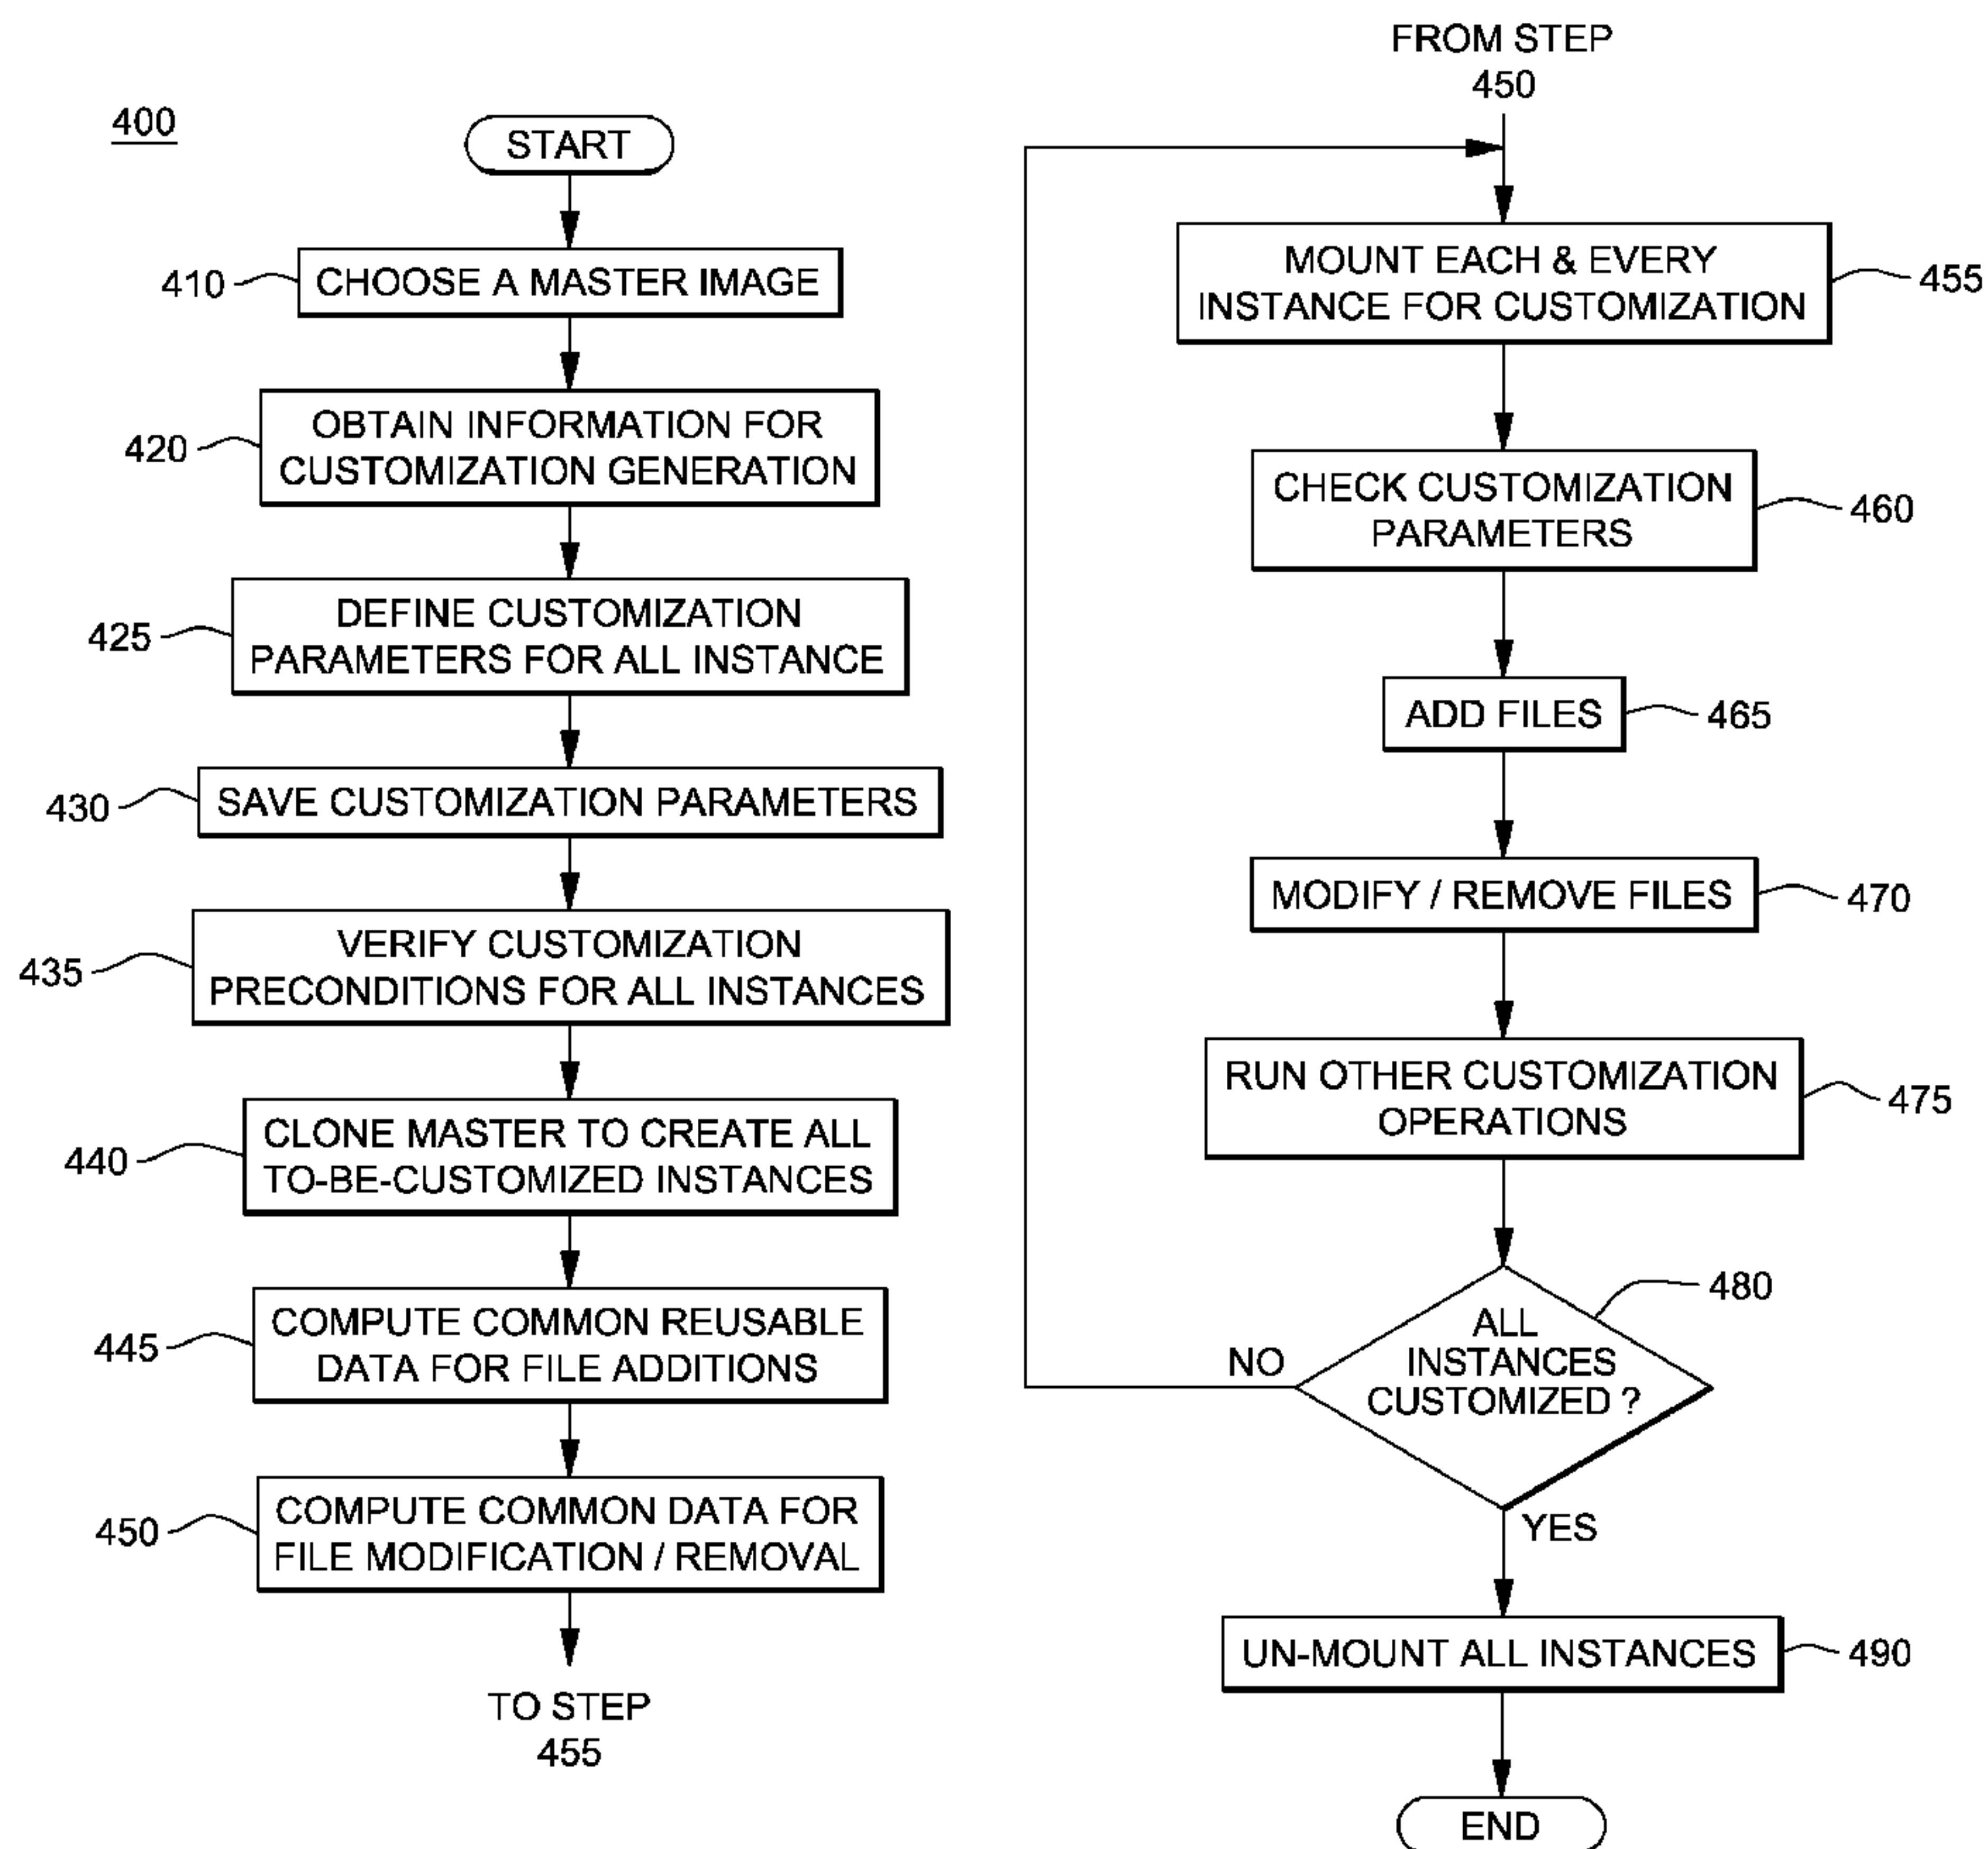 400
START
410
CHOOSE A MASTER IMAGE
420
OBTAIN INFORMATION FOR
CUSTOMIZATION GENERATION
425
DEFINE CUSTOMIZATION
PARAMETERS FOR ALL INSTANCE
430
SAVE CUSTOMIZATION PARAMETERS
435
VERIFY CUSTOMIZATION
PRECONDITIONS FOR ALL INSTANCES
440
CLONE MASTER TO CREATE ALL
TO-BE-CUSTOMIZED INSTANCES
445
COMPUTE COMMON REUSABLE
DATA FOR FILE ADDITIONS
450
COMPUTE COMMON DATA FOR
FILE MODIFICATION / REMOVAL
TO STEP
455
FROM STEP
450
MOUNT EACH & EVERY
INSTANCE FOR CUSTOMIZATION
455
CHECK CUSTOMIZATION
PARAMETERS
460
ADD FILES
465
MODIFY / REMOVE FILES
470
RUN OTHER CUSTOMIZATION
OPERATIONS
475
480
ALL
INSTANCES
CUSTOMIZED ?
NO
YES
UN-MOUNT ALL INSTANCES
490
END